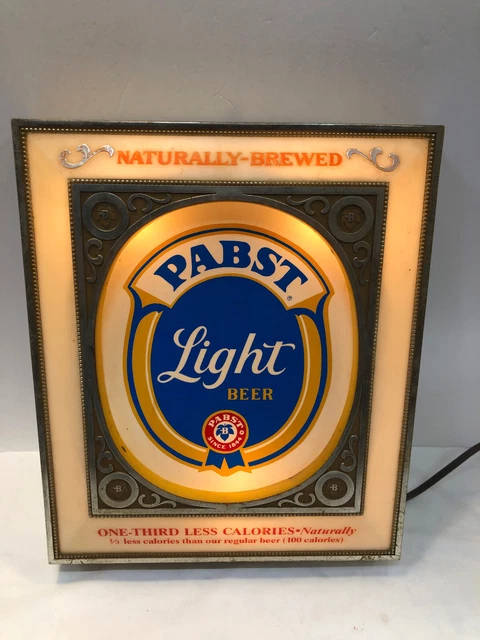 NATURALLY-BREWED
PABST
®
Light
BEER
PABST
B
SINCE 1844
ONE-THIRD LESS CALORIES•Naturally
⅓ less calories than our regular beer (100 calories)